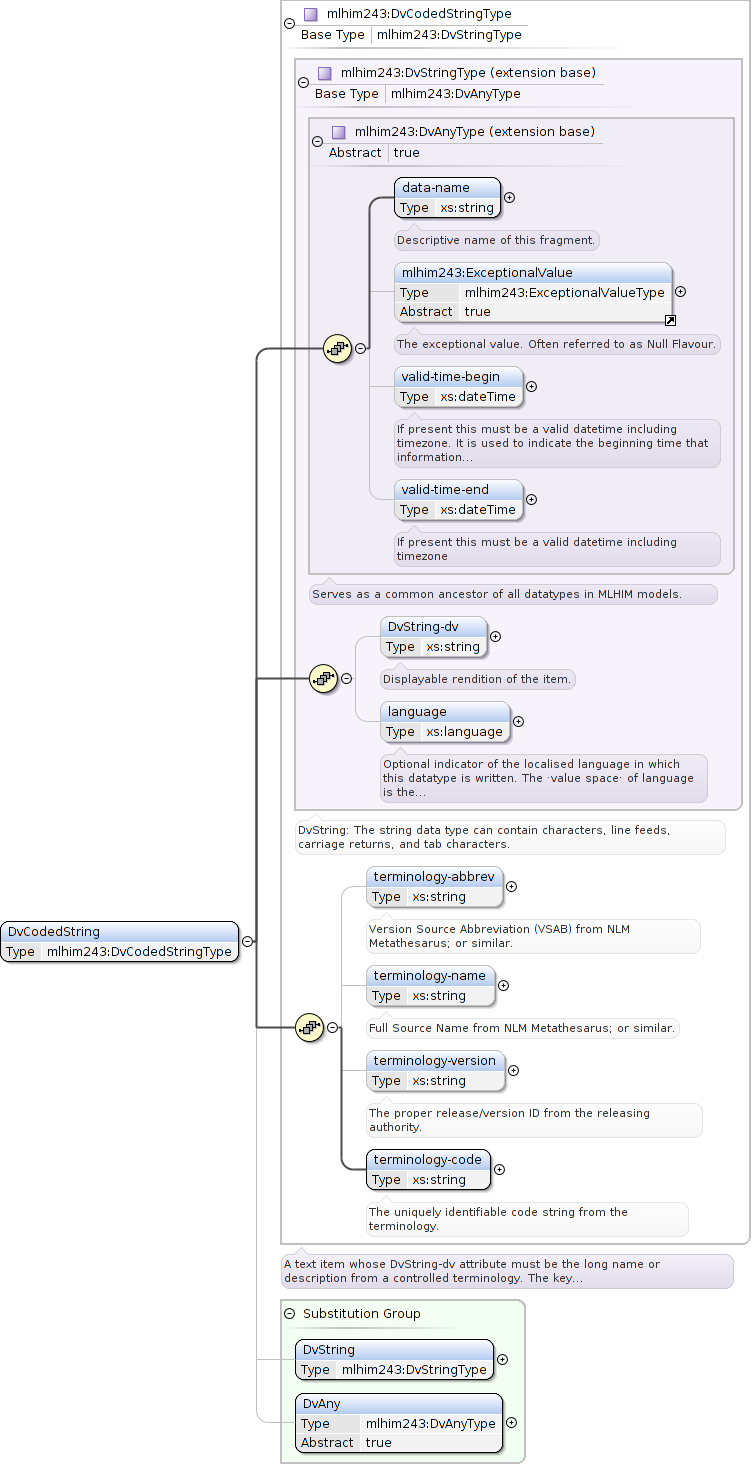 mlhim243:DvCodedStringType
Base Type mlhim243:DvStringType
mlhim243:DvStringType (extension base)
Base Type mlhim243:DvAnyType
mlhim243:DvAnyType (extension base)
Abstract true
data-name
Type xs:string
Descriptive name of this fragment.
mlhim243:ExceptionalValue
Type mlhim243:ExceptionalValueType
Abstract true
The exceptional value. Often referred to as Null Flavour.
valid-time-begin
Type xs:dateTime
If present this must be a valid datetime including
timezone. It is used to indicate the beginning time that
information...
valid-time-end
Type xs:dateTime
If present this must be a valid datetime including
timezone
Serves as a common ancestor of all datatypes in MLHIM models.
DvString-dv
Type xs:string
Displayable rendition of the item.
language
Type xs:language
Optional indicator of the localised language in which
this datatype is written. The ·value space· of language
is the...
DvString: The string data type can contain characters, line feeds,
carriage returns, and tab characters.
terminology-abbrev
Type xs:string
Version Source Abbreviation (VSAB) from NLM
Metathesarus; or similar.
DvCodedString
Type mlhim243:DvCodedStringType
terminology-name
Type xs:string
Full Source Name from NLM Metathesarus; or similar.
terminology-version
Type xs:string
The proper release/version ID from the releasing
authority.
terminology-code
Type xs:string
The uniquely identifiable code string from the
terminology.
A text item whose DvString-dv attribute must be the long name or
description from a controlled terminology. The key...
Substitution Group
DvString
Type mlhim243:DvStringType
DvAny
Type mlhim243:DvAnyType
Abstract true